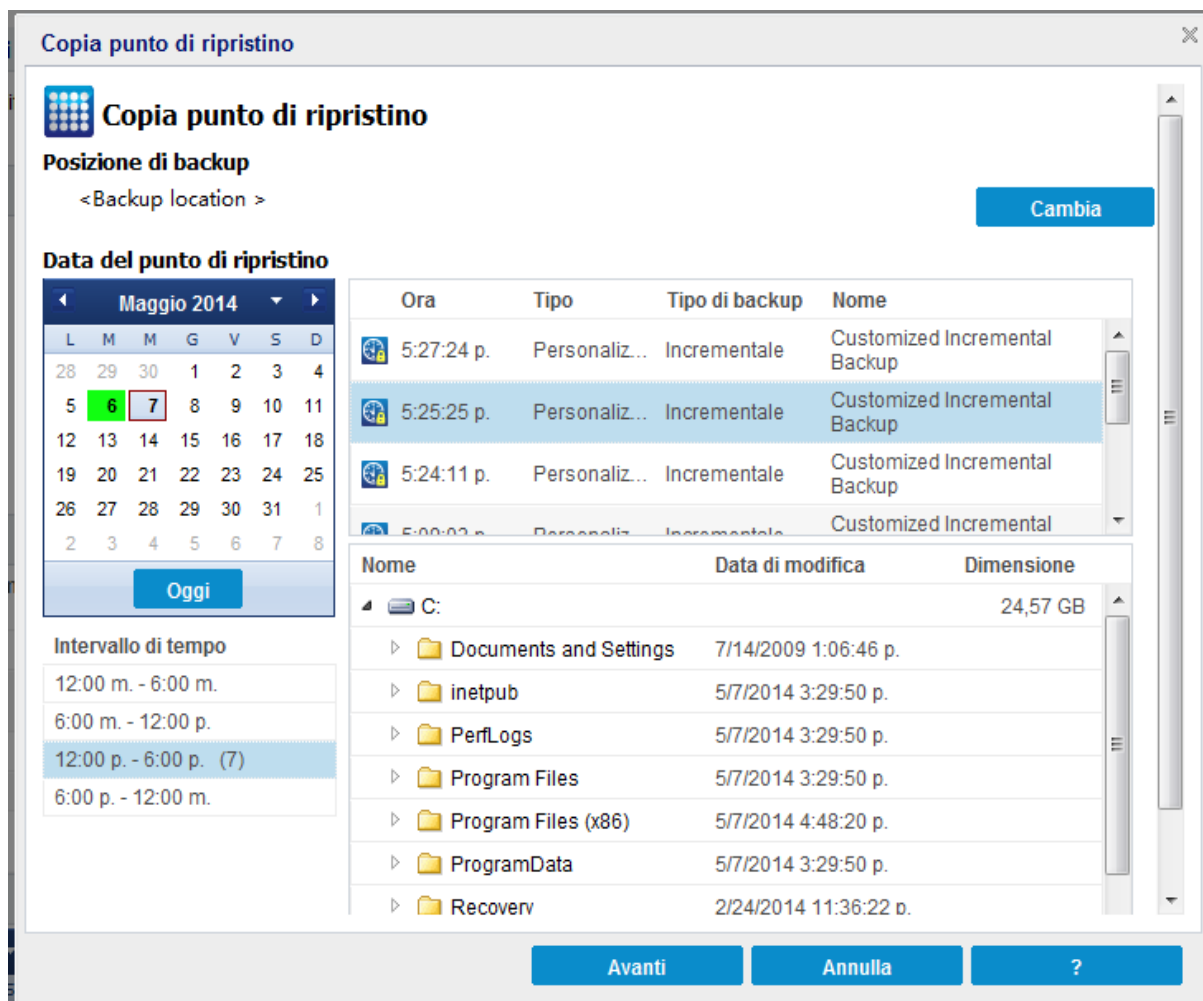 Copia punto di ripristino
Copia punto di ripristino
Posizione di backup
<Backup location >
Cambia
Data del punto di ripristino
Maggio 2014
L M M G V S D
28 29 30 1 2 3 4
5 6 7 8 9 10 11
12 13 14 15 16 17 18
19 20 21 22 23 24 25
26 27 28 29 30 31 1
2 3 4 5 6 7 8
Oggi
Intervallo di tempo
12:00 m. - 6:00 m.
6:00 m. - 12:00 p.
12:00 p. - 6:00 p. (7)
6:00 p. - 12:00 m.
Ora Tipo Tipo di backup Nome
5:27:24 p. Personaliz... Incrementale Customized Incremental
Backup
5:25:25 p. Personaliz... Incrementale Customized Incremental
Backup
5:24:11 p. Personaliz... Incrementale Customized Incremental
Backup
Customized Incremental
Nome Data di modifica Dimensione
C: 24,57 GB
Documents and Settings 7/14/2009 1:06:46 p.
inetpub 5/7/2014 3:29:50 p.
PerfLogs 5/7/2014 3:29:50 p.
Program Files 5/7/2014 3:29:50 p.
Program Files (x86) 5/7/2014 4:48:20 p.
ProgramData 5/7/2014 3:29:50 p.
Recovery 2/24/2014 11:36:22 p.
Avanti Annulla ?